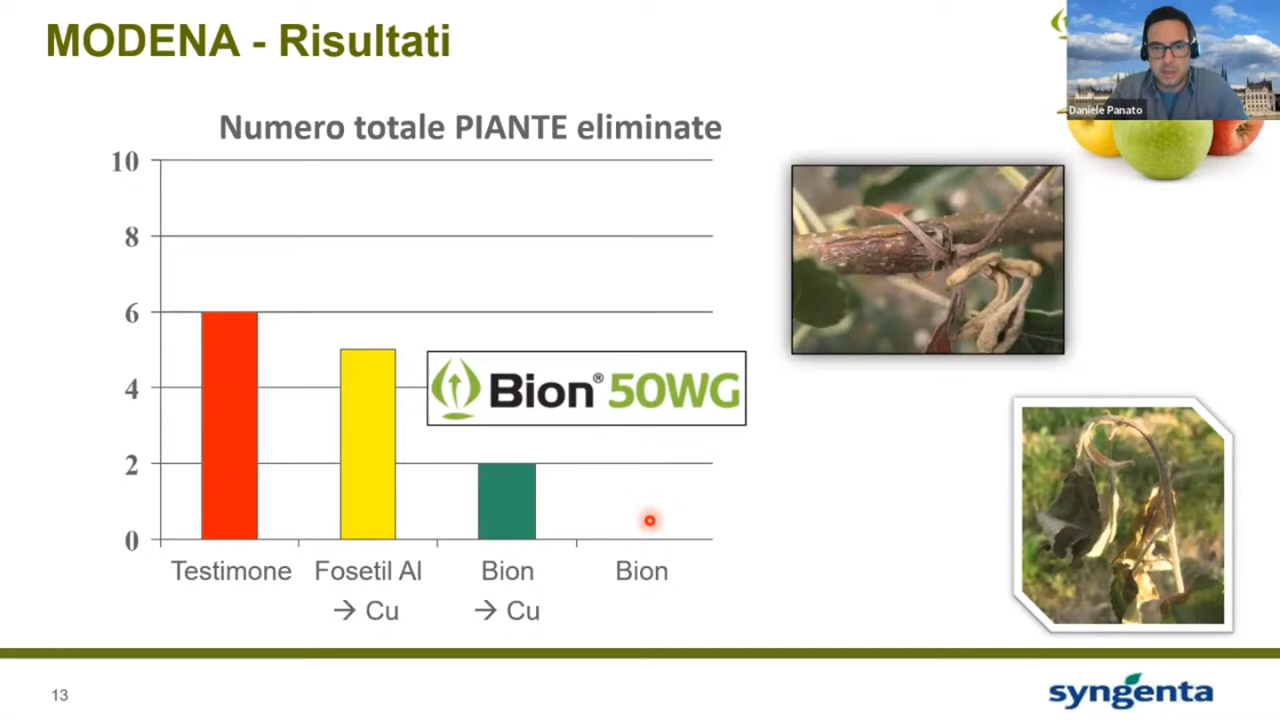 MODENA - Risultati
Daniele Panato
Numero totale PIANTE eliminate
10
8
6
4
2
0
Bion® 50WG
Testimone
Fosetil Al
→ Cu
Bion
→ Cu
Bion
13
syngenta